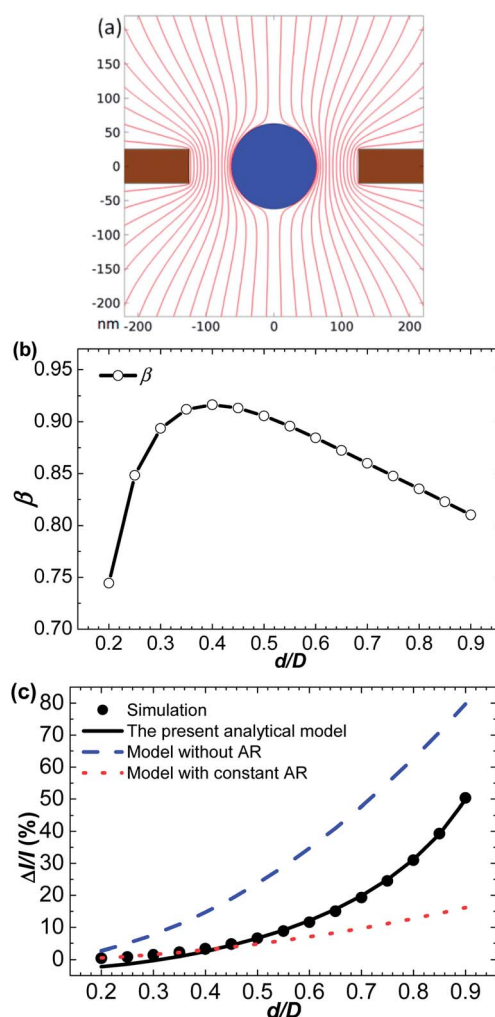 (a)
200
150
100
50
0
-50
-100
-150
-200
nm -200 -100 0 100 200
(b)
β
0.95
0.90
0.85
0.80
0.75
0.70
β
0.2 0.3 0.4 0.5 0.6 0.7 0.8 0.9
d/D
(c)
Simulation
The present analytical model
Model without AR
Model with constant AR
80
70
60
50
40
30
20
10
0
ΔI/I (%)
0.2 0.3 0.4 0.5 0.6 0.7 0.8 0.9
d/D